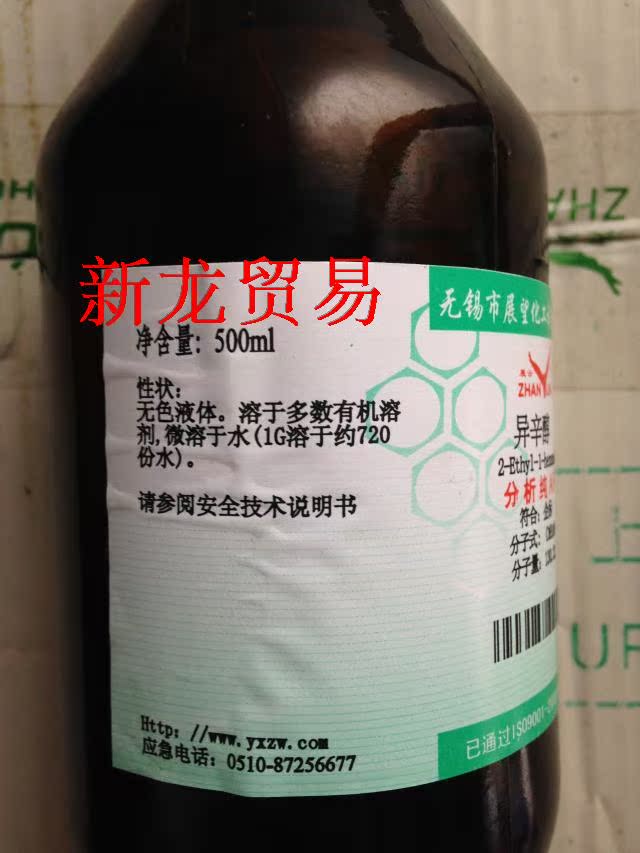 ZHA
新龙贸易
无锡市展望化工
净含量: 500ml
ZHAN
性状:
无色液体。溶于多数有机溶
剂,微溶于水(1G溶于约720
份水)。
请参阅安全技术说明书
异辛醇
2-Ethyl-1-
分析纯
符合:
分子式:
分子量:
UR
Http://www.yxzw.com
应急电话: 0510-87256677
已通过ISO9001-
上